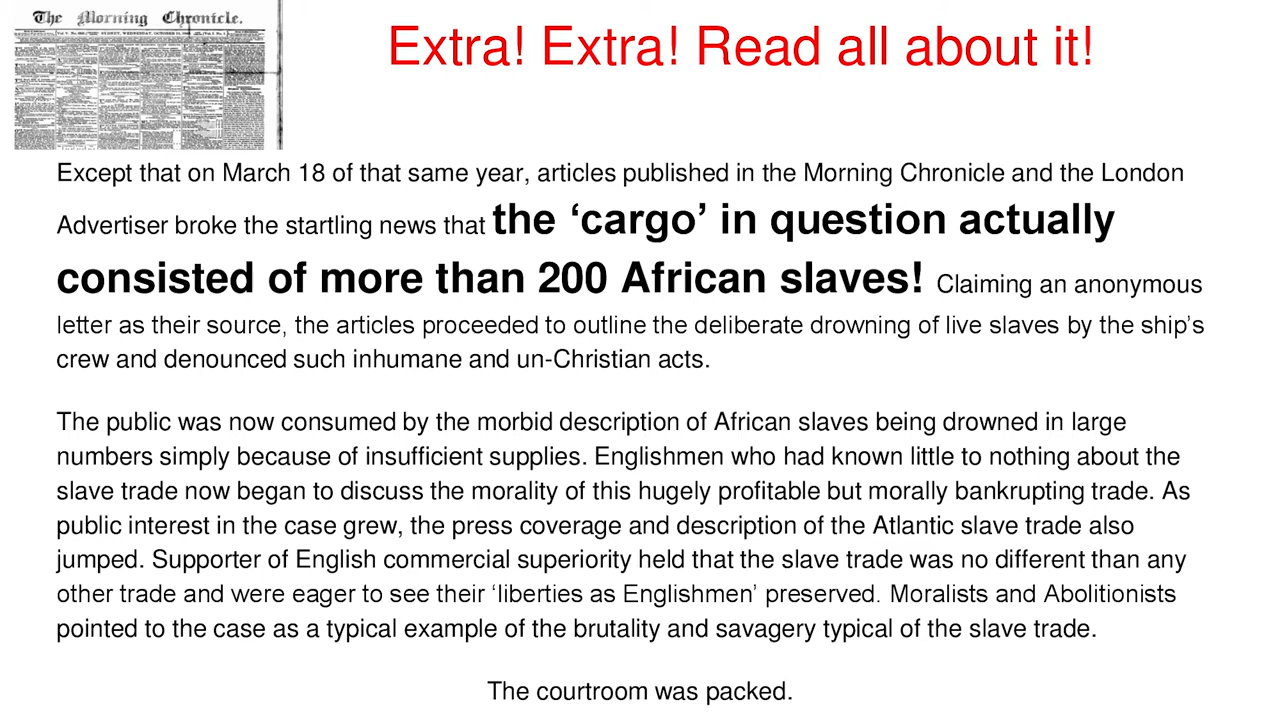 The Morning Chronicle.
Extra! Extra! Read all about it!
Except that on March 18 of that same year, articles published in the Morning Chronicle and the London
Advertiser broke the startling news that the ‘cargo’ in question actually
consisted of more than 200 African slaves! Claiming an anonymous
letter as their source, the articles proceeded to outline the deliberate drowning of live slaves by the ship’s
crew and denounced such inhumane and un-Christian acts.
The public was now consumed by the morbid description of African slaves being drowned in large
numbers simply because of insufficient supplies. Englishmen who had known little to nothing about the
slave trade now began to discuss the morality of this hugely profitable but morally bankrupting trade. As
public interest in the case grew, the press coverage and description of the Atlantic slave trade also
jumped. Supporter of English commercial superiority held that the slave trade was no different than any
other trade and were eager to see their ‘liberties as Englishmen’ preserved. Moralists and Abolitionists
pointed to the case as a typical example of the brutality and savagery typical of the slave trade.
The courtroom was packed.